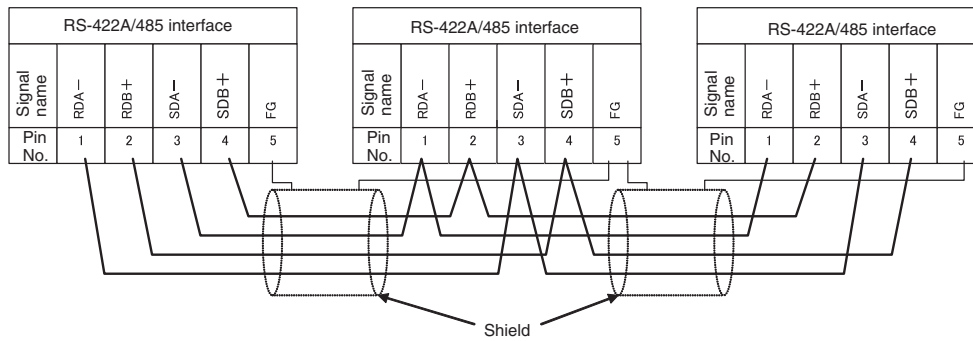 RS-422A/485 interface
Signal name RDA− RDB+ SDA− SDB+ FG
Pin No. 1 2 3 4 5
RS-422A/485 interface
Signal name RDA− RDB+ SDA− SDB+ FG
Pin No. 1 2 3 4 5
RS-422A/485 interface
Signal name RDA− RDB+ SDA− SDB+ FG
Pin No. 1 2 3 4 5
Shield